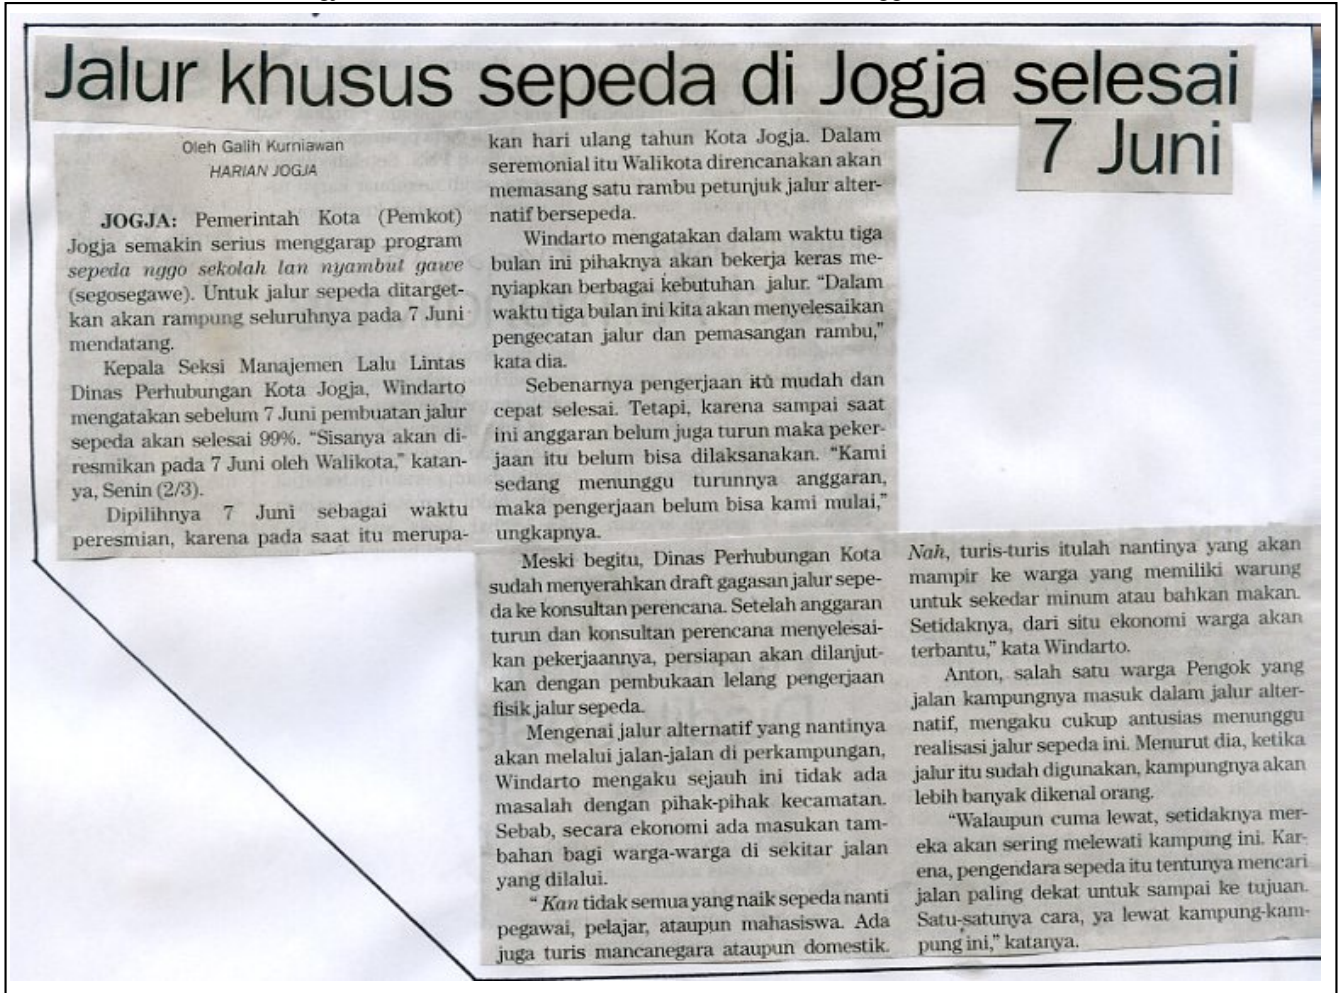 Jalur khusus sepeda di Jogja selesai
7 Juni
Oleh Galih Kurniawan
HARIAN JOGJA
JOGJA: Pemerintah Kota (Pemkot)
Jogja semakin serius menggarap program
sepeda nggo sekolah lan nyambut gawe
(segosegawe). Untuk jalur sepeda ditarget-
kan akan rampung seluruhnya pada 7 Juni
mendatang.
Kepala Seksi Manajemen Lalu Lintas
Dinas Perhubungan Kota Jogja, Windarto
mengatakan sebelum 7 Juni pembuatan jalur
sepeda akan selesai 99%. “Sisanya akan di-
resmikan pada 7 Juni oleh Walikota,” katan-
ya, Senin (2/3).
Dipilihnya 7 Juni sebagai waktu
peresmian, karena pada saat itu merupa-
kan hari ulang tahun Kota Jogja. Dalam
seremonial itu Walikota direncanakan akan
memasang satu rambu petunjuk jalur alter-
natif bersepeda.
Windarto mengatakan dalam waktu tiga
bulan ini pihaknya akan bekerja keras me-
nyiapkan berbagai kebutuhan jalur. “Dalam
waktu tiga bulan ini kita akan menyelesaikan
pengecatan jalur dan pemasangan rambu,”
kata dia.
Sebenarnya pengerjaan itu mudah dan
cepat selesai. Tetapi, karena sampai saat
ini anggaran belum juga turun maka peker-
jaan itu belum bisa dilaksanakan. “Kami
sedang menunggu turunnya anggaran,
maka pengerjaan belum bisa kami mulai,”
ungkapnya.
Meski begitu, Dinas Perhubungan Kota
sudah menyerahkan draft gagasan jalur sepe-
da ke konsultan perencana. Setelah anggaran
turun dan konsultan perencana menyelesai-
kan pekerjaannya, persiapan akan dilanjut-
kan dengan pembukaan lelang pengerjaan
fisik jalur sepeda.
Mengenai jalur alternatif yang nantinya
akan melalui jalan-jalan di perkampungan,
Windarto mengaku sejauh ini tidak ada
masalah dengan pihak-pihak kecamatan.
Sebab, secara ekonomi ada masukan tam-
bahan bagi warga-warga di sekitar jalan
yang dilalui.
“ Kan tidak semua yang naik sepeda nanti
pegawai, pelajar, ataupun mahasiswa. Ada
juga turis mancanegara ataupun domestik.
Nah, turis-turis itulah nantinya yang akan
mampir ke warga yang memiliki warung
untuk sekedar minum atau bahkan makan.
Setidaknya, dari situ ekonomi warga akan
terbantu,” kata Windarto.
Anton, salah satu warga Pengok yang
jalan kampungnya masuk dalam jalur alter-
natif, mengaku cukup antusias menunggu
realisasi jalur sepeda ini. Menurut dia, ketika
jalur itu sudah digunakan, kampungnya akan
lebih banyak dikenal orang.
“Walaupun cuma lewat, setidaknya mer-
eka akan sering melewati kampung ini. Kar-
ena, pengendara sepeda itu tentunya mencari
jalan paling dekat untuk sampai ke tujuan.
Satu-satunya cara, ya lewat kampung-kam-
pung ini,” katanya.